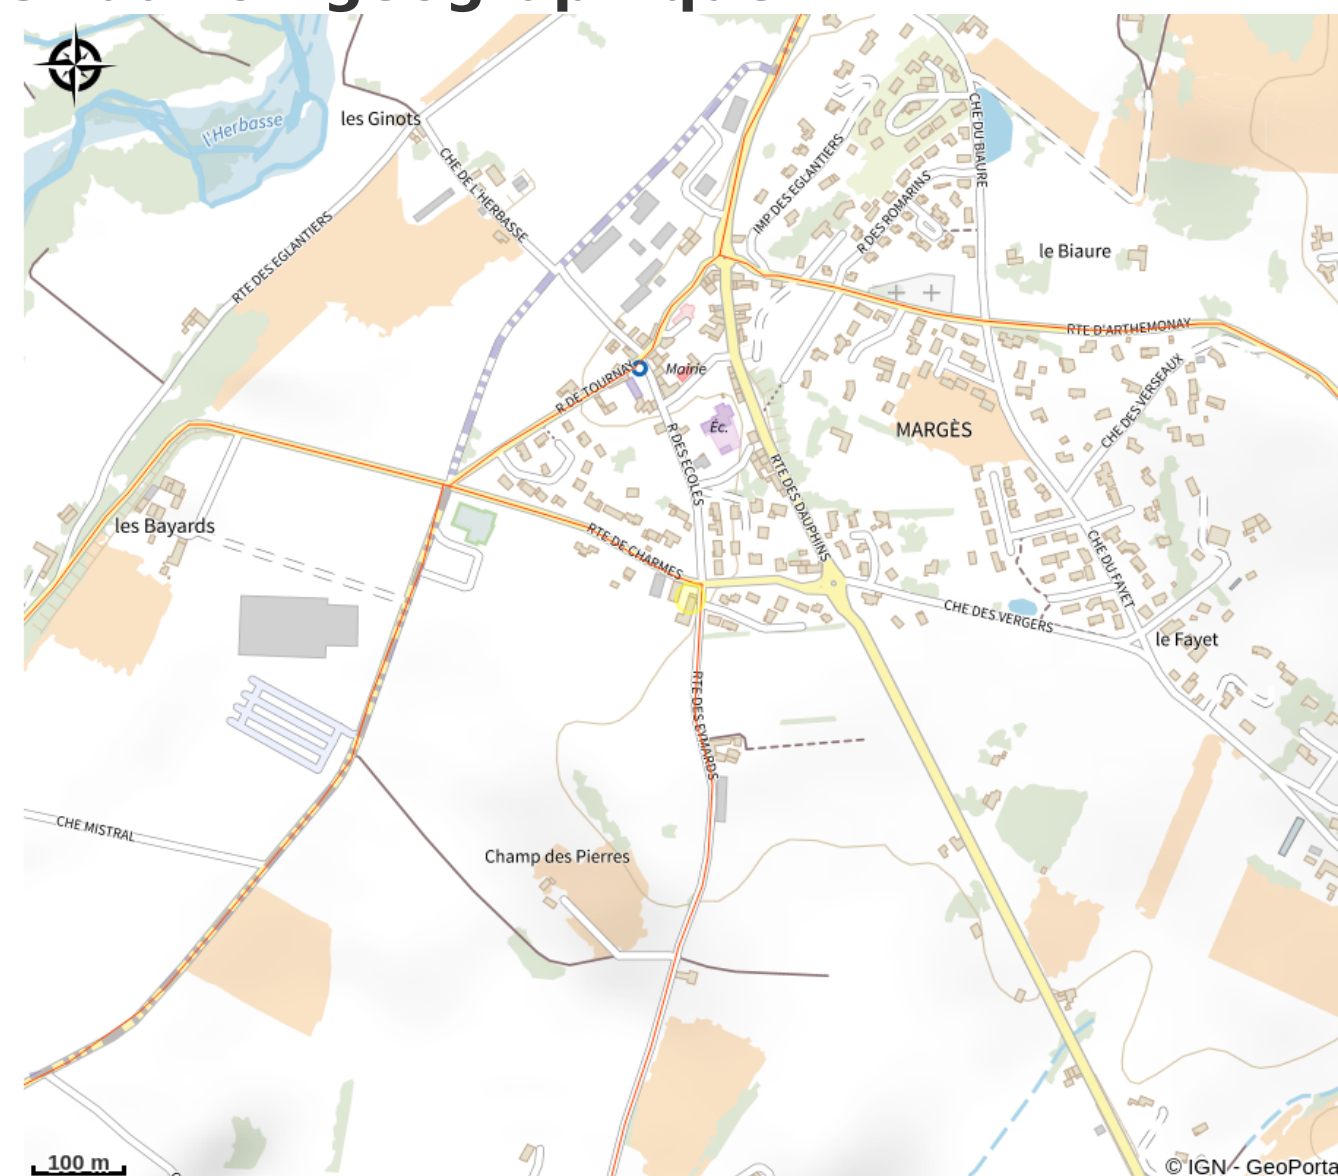 les Ginots
l'Herbasse
CHE DE L'HERBASSE
CHE DU BIAURE
IMP DES EGLANTIERS
R DES ROMARINS
RTE DES EGLANTIERS
le Biaure
RTE D'ARTHEMONAY
Mairie
R DE TOURNAY
CHE DES VERSEAUX
Éc.
MARGÈS
R DES ECOLES
RTE DES DAUPHINS
les Bayards
RTE DE CHARMES
CHE DU FAYET
CHE DES VERGERS
le Fayet
RTE DES EYMARDS
CHE MISTRAL
Champ des Pierres
100 m
© IGN - GeoPorta